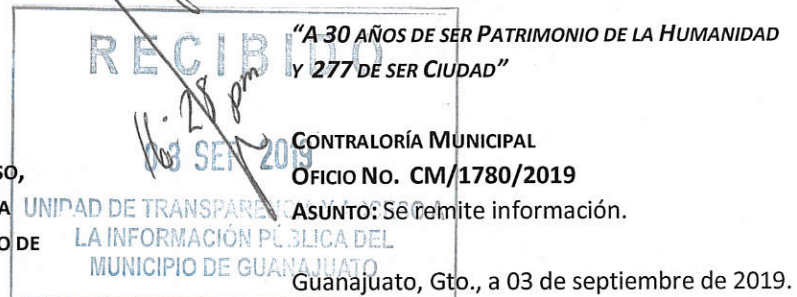 "A 30 AÑOS DE SER PATRIMONIO DE LA HUMANIDAD
Y 277 DE SER CIUDAD"
RECIBIDO
16:28 pm
03 SEP 2019
UNIDAD DE TRANSPARENCIA Y ACCESO A
LA INFORMACIÓN PÚBLICA DEL
MUNICIPIO DE GUANAJUATO
CONTRALORÍA MUNICIPAL
OFICIO NO. CM/1780/2019
ASUNTO: Se remite información.
SO,
A
O DE
Guanajuato, Gto., a 03 de septiembre de 2019.